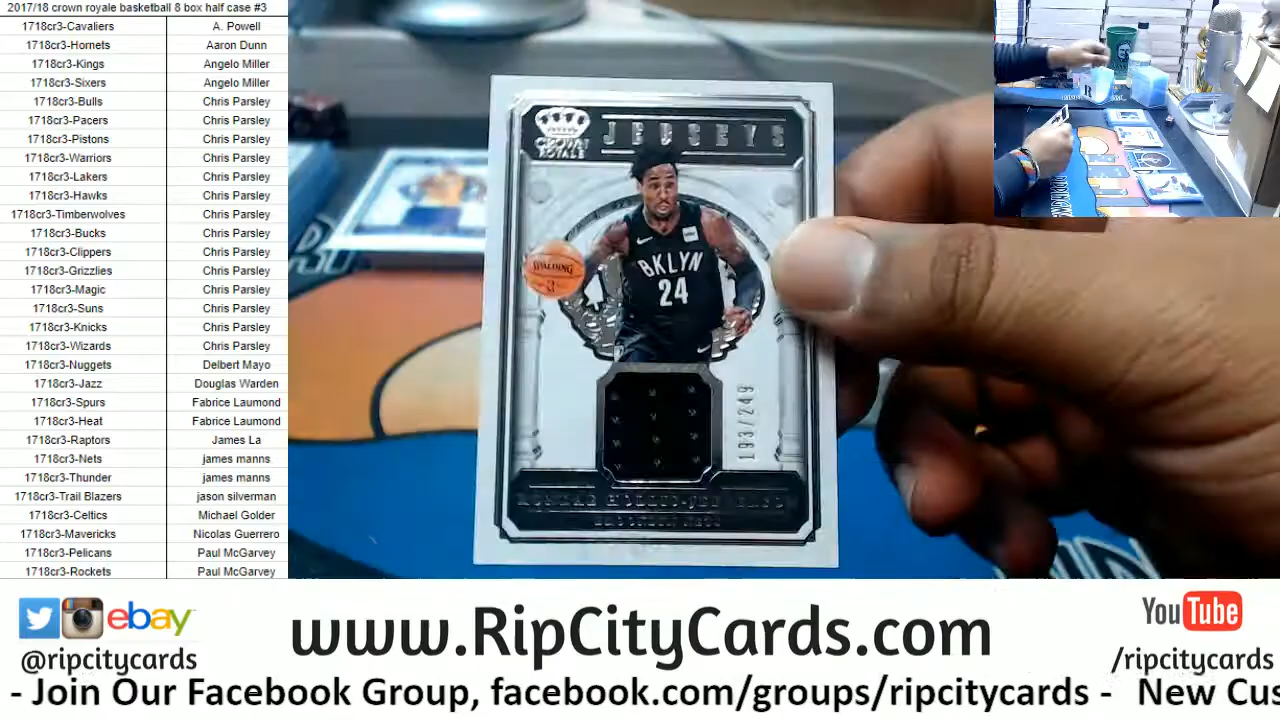 2017/18 crown royale basketball 8 box half case #3
1718cr3-Cavaliers A. Powell
1718cr3-Hornets Aaron Dunn
1718cr3-Kings Angelo Miller
1718cr3-Sixers Angelo Miller
1718cr3-Bulls Chris Parsley
1718cr3-Pacers Chris Parsley
1718cr3-Pistons Chris Parsley
1718cr3-Warriors Chris Parsley
1718cr3-Lakers Chris Parsley
1718cr3-Hawks Chris Parsley
1718cr3-Timberwolves Chris Parsley
1718cr3-Bucks Chris Parsley
1718cr3-Clippers Chris Parsley
1718cr3-Grizzlies Chris Parsley
1718cr3-Magic Chris Parsley
1718cr3-Suns Chris Parsley
1718cr3-Knicks Chris Parsley
1718cr3-Wizards Chris Parsley
1718cr3-Nuggets Delbert Mayo
1718cr3-Jazz Douglas Warden
1718cr3-Spurs Fabrice Laumond
1718cr3-Heat Fabrice Laumond
1718cr3-Raptors James La
1718cr3-Nets james manns
1718cr3-Thunder james manns
1718cr3-Trail Blazers jason silverman
1718cr3-Celtics Michael Golder
1718cr3-Mavericks Nicolas Guerrero
1718cr3-Pelicans Paul McGarvey
1718cr3-Rockets Paul McGarvey
CROWN
ROYALE
JERSEYS
SPALDING
BKLYN
24
193/249
BROOKLYN NETS
ebay
@ripcitycards
www.RipCityCards.com
YouTube
/ripcitycards
- Join Our Facebook Group, facebook.com/groups/ripcitycards - New Cus